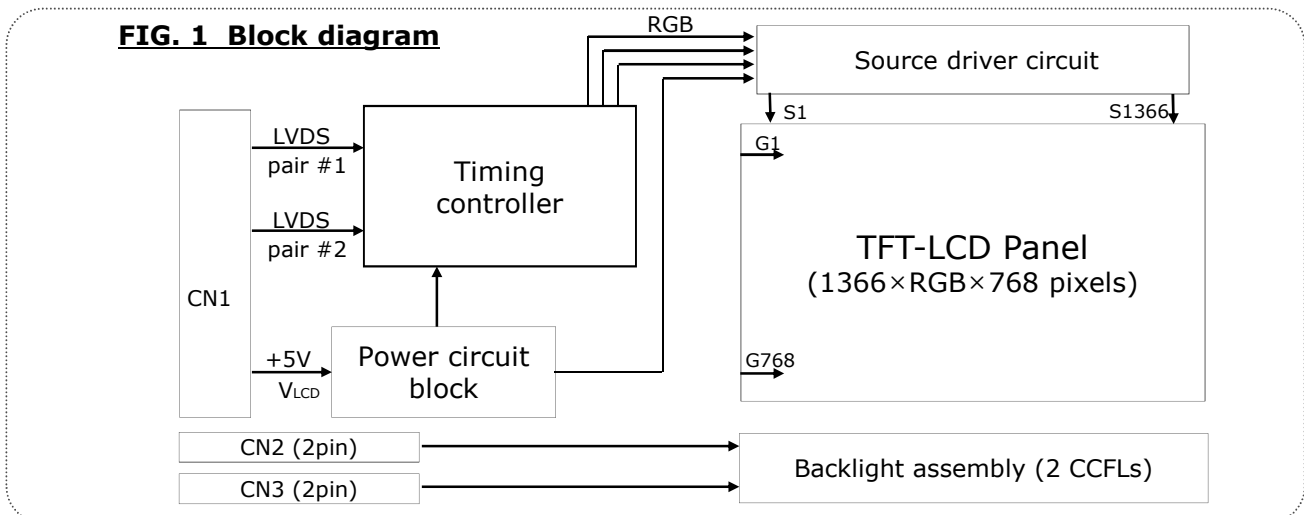 FIG. 1 Block diagram
RGB
Source driver circuit
S1
S1366
CN1
LVDS
pair #1
LVDS
pair #2
Timing
controller
G1
TFT-LCD Panel
(1366×RGB×768 pixels)
G768
+5V
VLCD
Power circuit
block
CN2 (2pin)
CN3 (2pin)
Backlight assembly (2 CCFLs)